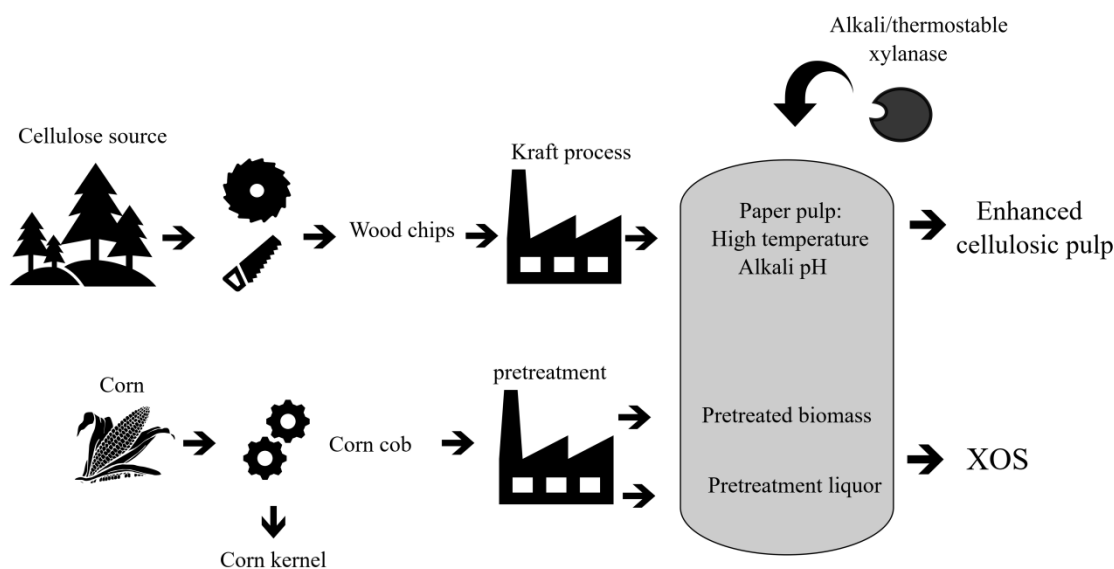 Alkali/thermostable
xylanase
Cellulose source
Kraft process
Wood chips
Paper pulp:
High temperature
Alkali pH
Enhanced
cellulosic pulp
Corn
pretreatment
Corn cob
Pretreated biomass
Pretreatment liquor
XOS
Corn kernel